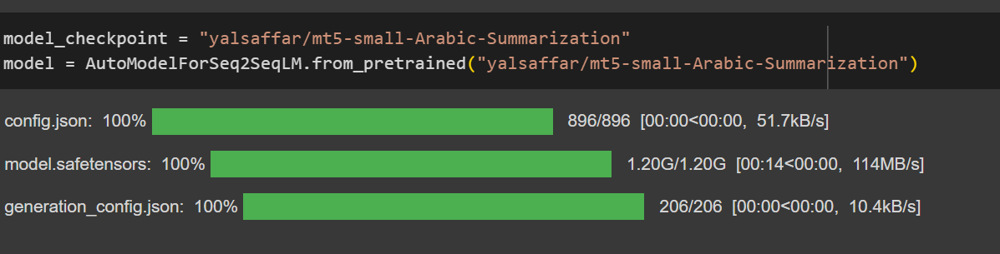 model_checkpoint = "yalsaffar/mt5-small-Arabic-Summarization"
model = AutoModelForSeq2SeqLM.from_pretrained("yalsaffar/mt5-small-Arabic-Summarization")
config.json: 100% 896/896 [00:00<00:00, 51.7kB/s]
model.safetensors: 100% 1.20G/1.20G [00:14<00:00, 114MB/s]
generation_config.json: 100% 206/206 [00:00<00:00, 10.4kB/s]